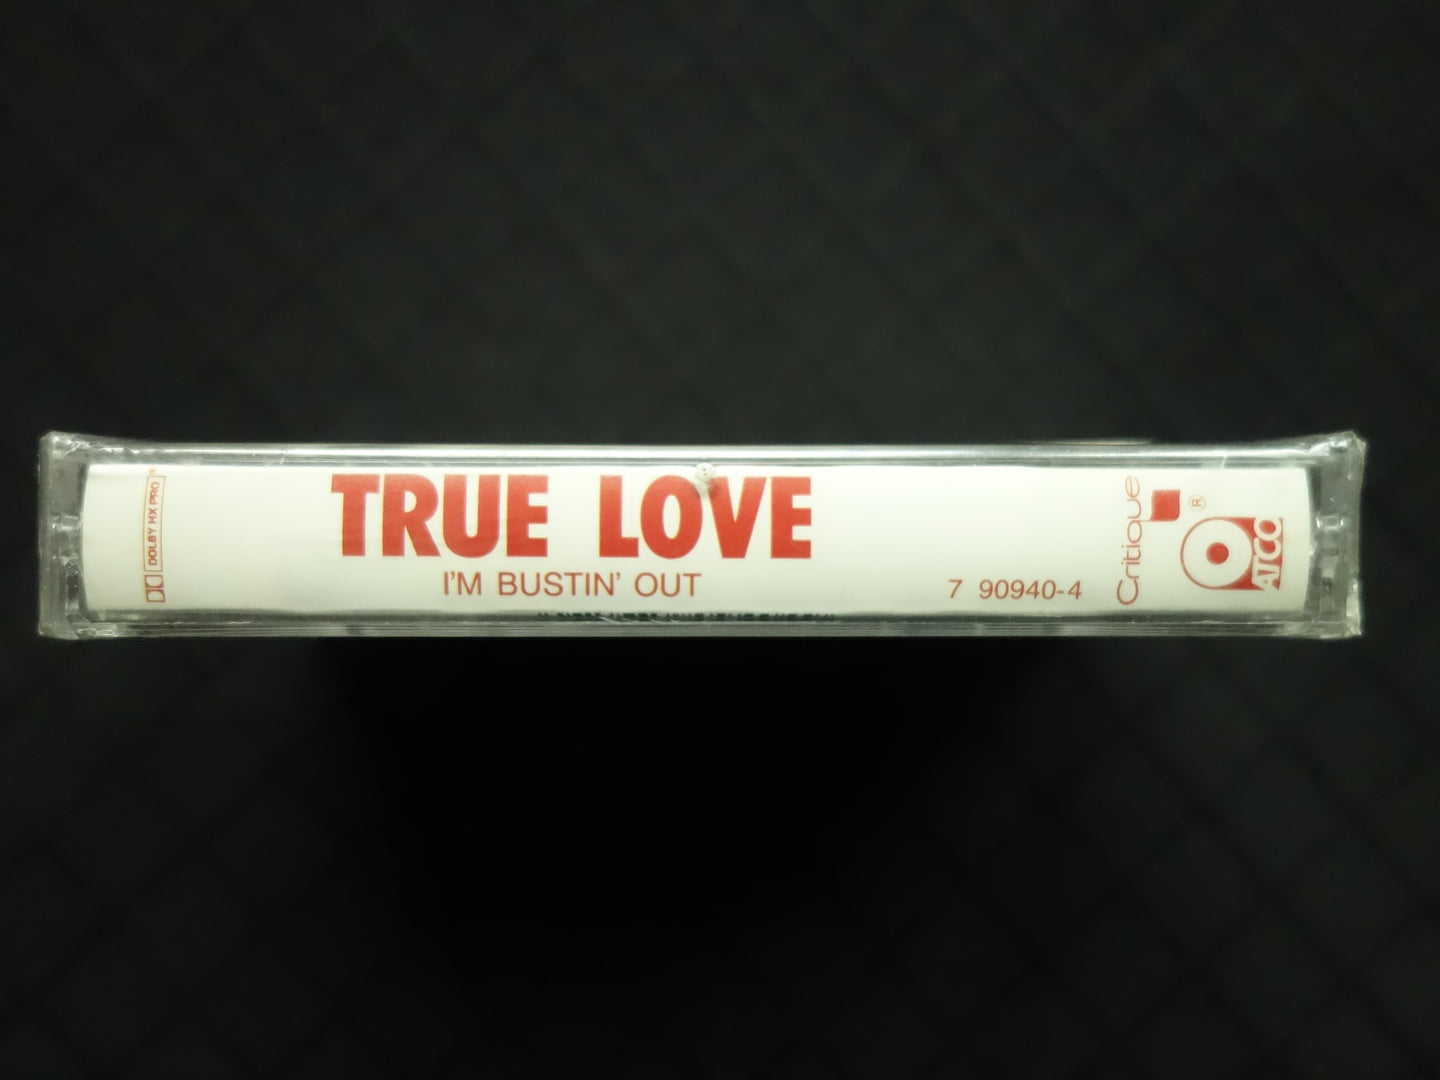 DOLBY HX PRO
TRUE LOVE
I'M BUSTIN' OUT
7 90940-4
Critique
®
ATCO